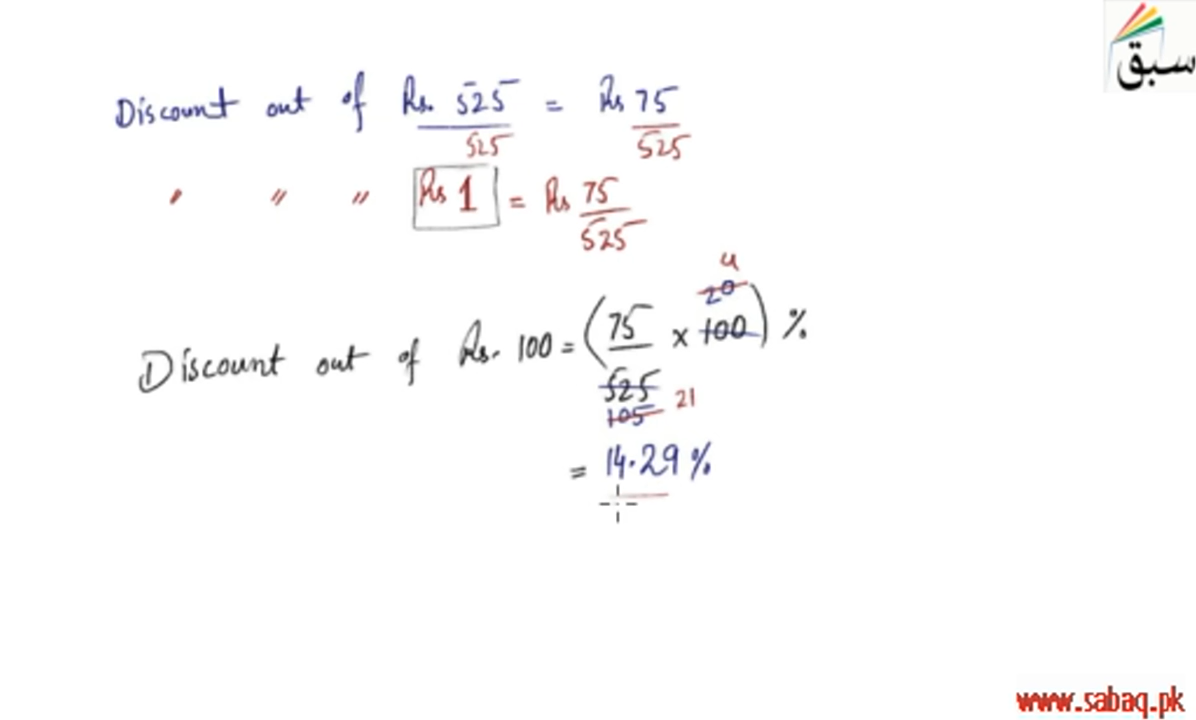 سبق
Discount out of Rs. 525 = Rs 75
525 525
" " " Rs 1 = Rs 75
525
4
20
Discount out of Rs. 100 = ( 75 × 100 ) %
525
105 21
= 14.29 %
www.sabaq.pk